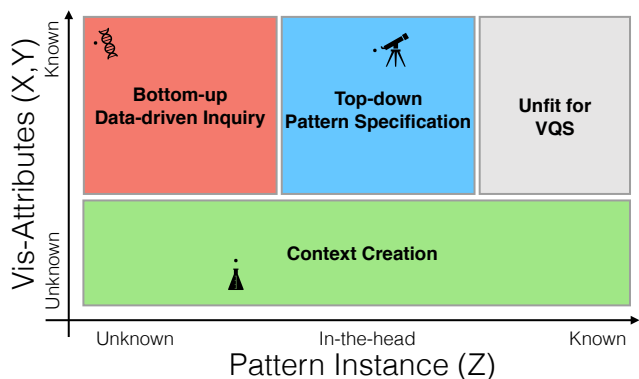 Vis-Attributes (X,Y)
Known
Unknown
Bottom-up
Data-driven Inquiry
Top-down
Pattern Specification
Unfit for
VQS
Context Creation
Unknown
In-the-head
Known
Pattern Instance (Z)